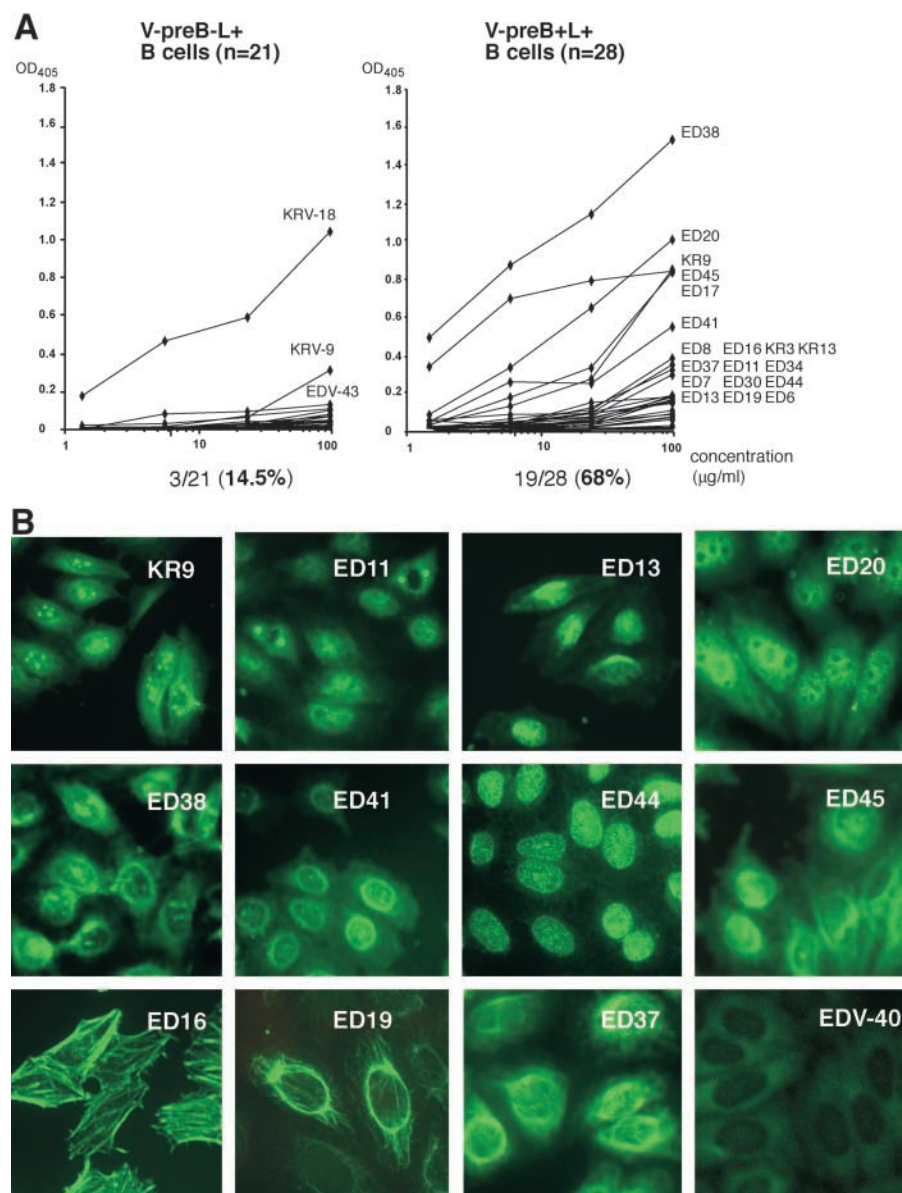 A
V-preB-L+
B cells (n=21)
V-preB+L+
B cells (n=28)
OD405
1.8
1.6
1.4
1.2
1.0
0.8
0.6
0.4
0.2
0
1
10
100
KRV-18
KRV-9
EDV-43
3/21 (14.5%)
OD405
1.8
1.6
1.4
1.2
1.0
0.8
0.6
0.4
0.2
0
1
10
100
ED38
ED20
KR9
ED45
ED17
ED41
ED8 ED16 KR3 KR13
ED37 ED11 ED34
ED7 ED30 ED44
ED13 ED19 ED6
concentration
(μg/ml)
19/28 (68%)
B
KR9
ED11
ED13
ED20
ED38
ED41
ED44
ED45
ED16
ED19
ED37
EDV-40